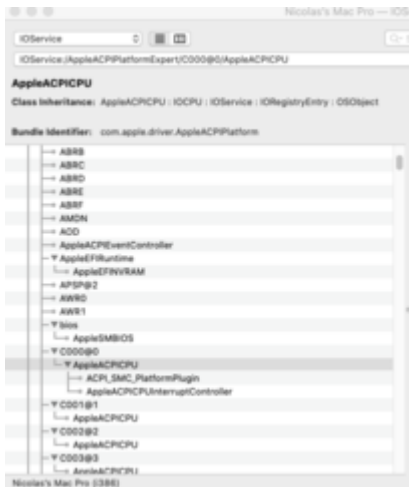 Nicolas's Mac Pro — IOS
IOService
IOService:/AppleACPIPlatformExpert/C000@0/AppleACPICPU
AppleACPICPU
Class Inheritance: AppleACPICPU : IOCPU : IOService : IORegistryEntry : OSObject
Bundle Identifier: com.apple.driver.AppleACPIPlatform
ABRB
ABRC
ABRD
ABRE
ABRF
AMDN
AOD
AppleACPIEventController
AppleEFIRuntime
AppleEFINVRAM
APSP@2
AWR0
AWR1
bios
AppleSMBIOS
C000@0
AppleACPICPU
ACPI_SMC_PlatformPlugin
AppleACPICPUInterruptController
C001@1
AppleACPICPU
C002@2
AppleACPICPU
C003@3
AppleACPICPU
Nicolas's Mac Pro (i386)